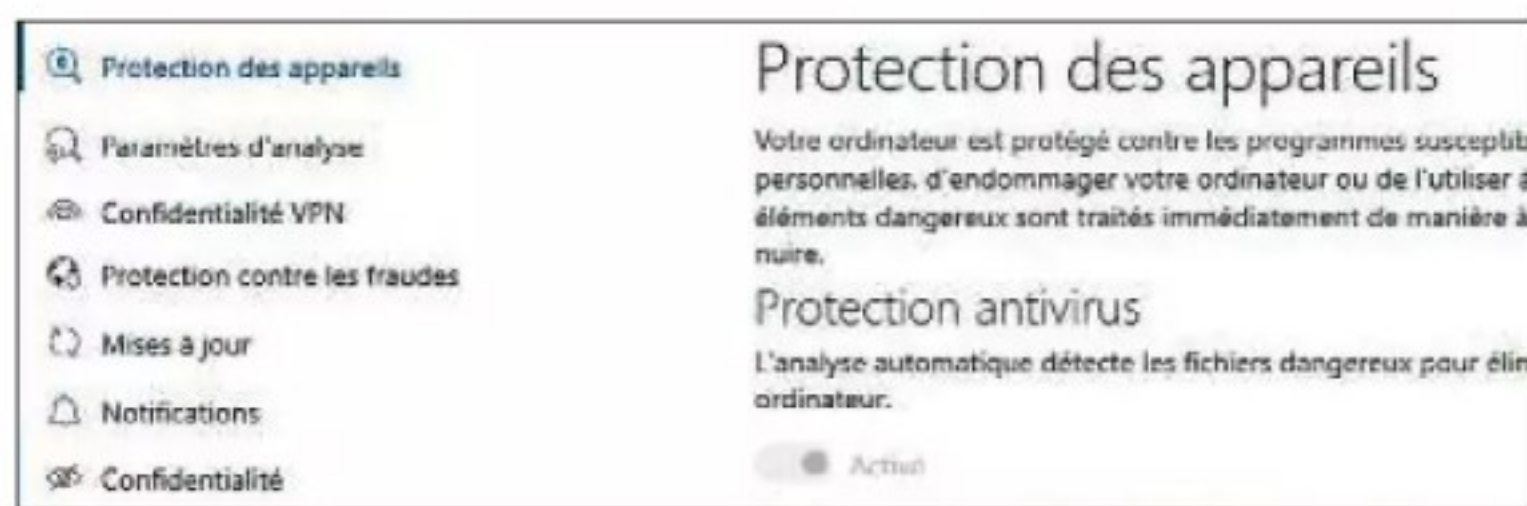 Protection des appareils
Paramètres d'analyse
Confidentialité VPN
Protection contre les fraudes
Mises à jour
Notifications
Confidentialité
Protection des appareils
Votre ordinateur est protégé contre les programmes susceptib
personnelles, d'endommager votre ordinateur ou de l'utiliser à
éléments dangereux sont traités immédiatement de manière à
nuire.
Protection antivirus
L'analyse automatique détecte les fichiers dangereux pour élin
ordinateur.
Activé